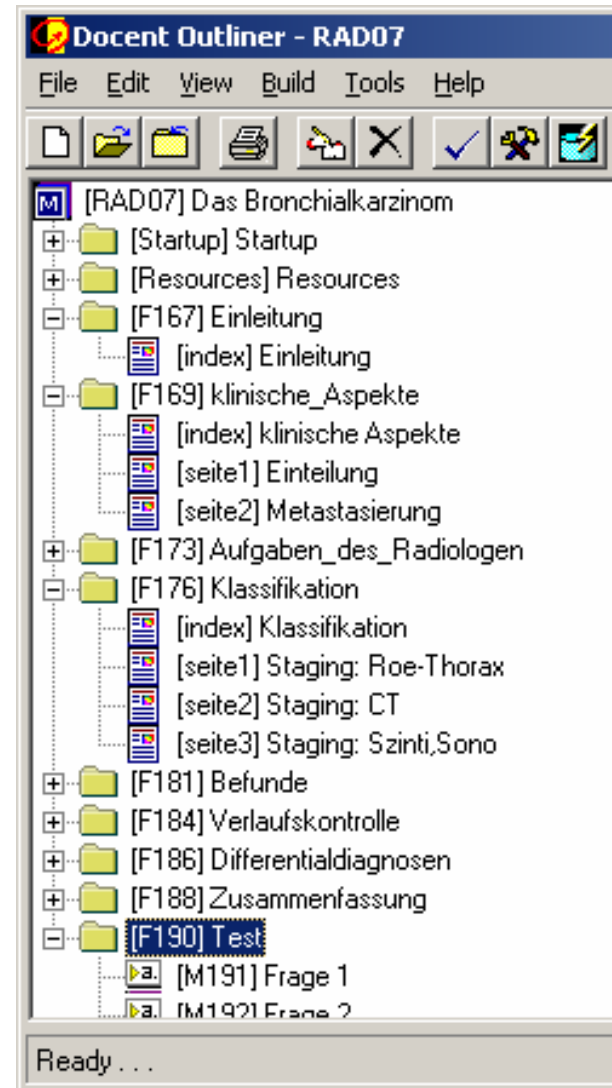 Docent Outliner - RAD07
File Edit View Build Tools Help
M [RAD07] Das Bronchialkarzinom
[Startup] Startup
[Resources] Resources
[F167] Einleitung
[index] Einleitung
[F169] klinische_Aspekte
[index] klinische Aspekte
[seite1] Einteilung
[seite2] Metastasierung
[F173] Aufgaben_des_Radiologen
[F176] Klassifikation
[index] Klassifikation
[seite1] Staging: Roe-Thorax
[seite2] Staging: CT
[seite3] Staging: Szinti,Sono
[F181] Befunde
[F184] Verlaufskontrolle
[F186] Differentialdiagnosen
[F188] Zusammenfassung
[F190] Test
a. [M191] Frage 1
a. [M192] Frage 2
Ready . . .